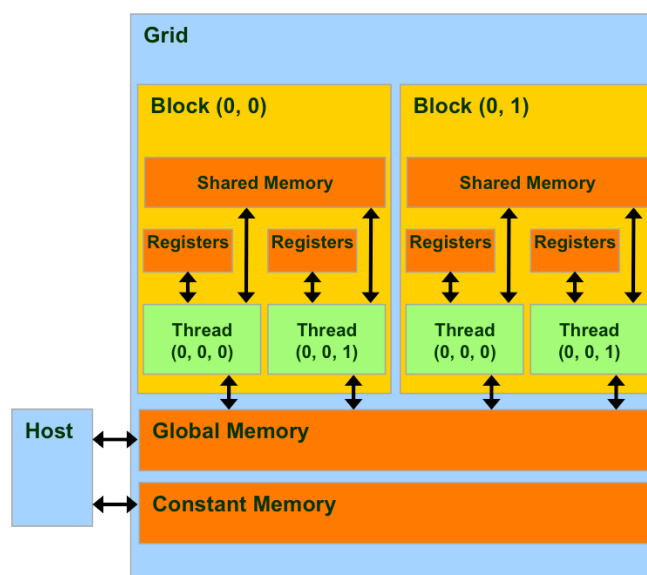 Grid
Block (0, 0)
Block (0, 1)
Shared Memory
Shared Memory
Registers
Registers
Registers
Registers
Thread
(0, 0, 0)
Thread
(0, 0, 1)
Thread
(0, 0, 0)
Thread
(0, 0, 1)
Host
Global Memory
Constant Memory